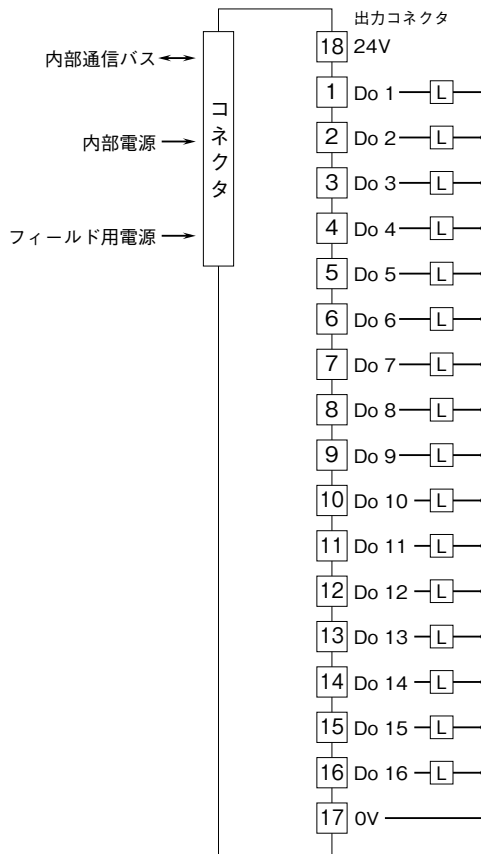 出力コネクタ
18 24V
内部通信バス
コネクタ
内部電源
フィールド用電源
1 Do 1 L
2 Do 2 L
3 Do 3 L
4 Do 4 L
5 Do 5 L
6 Do 6 L
7 Do 7 L
8 Do 8 L
9 Do 9 L
10 Do 10 L
11 Do 11 L
12 Do 12 L
13 Do 13 L
14 Do 14 L
15 Do 15 L
16 Do 16 L
17 0V